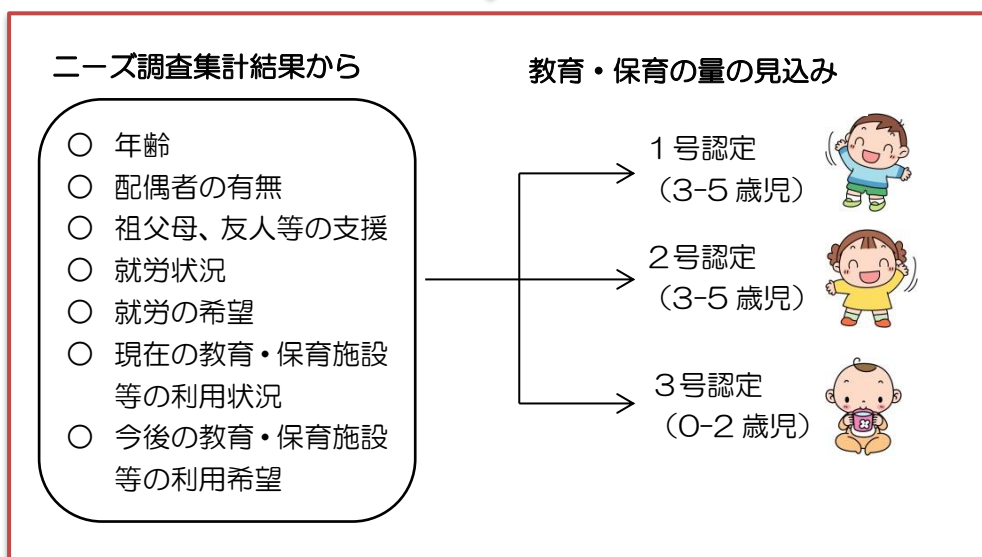 ニーズ調査集計結果から
○ 年齢
○ 配偶者の有無
○ 祖父母、友人等の支援
○ 就労状況
○ 就労の希望
○ 現在の教育・保育施設
等の利用状況
○ 今後の教育・保育施設
等の利用希望
教育・保育の量の見込み
1号認定
（3-5 歳児）
2号認定
（3-5 歳児）
3号認定
（0-2 歳児）